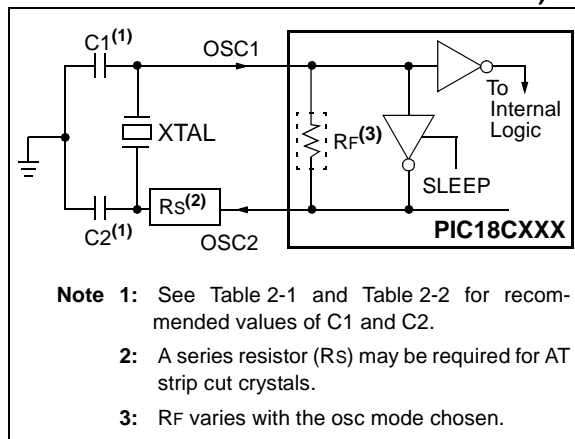 C1(1)
OSC1
To
Internal
Logic
XTAL
RF(3)
SLEEP
C2(1)
RS(2)
OSC2
PIC18CXXX
Note 1: See Table 2-1 and Table 2-2 for recom-
mended values of C1 and C2.
2: A series resistor (RS) may be required for AT
strip cut crystals.
3: RF varies with the osc mode chosen.